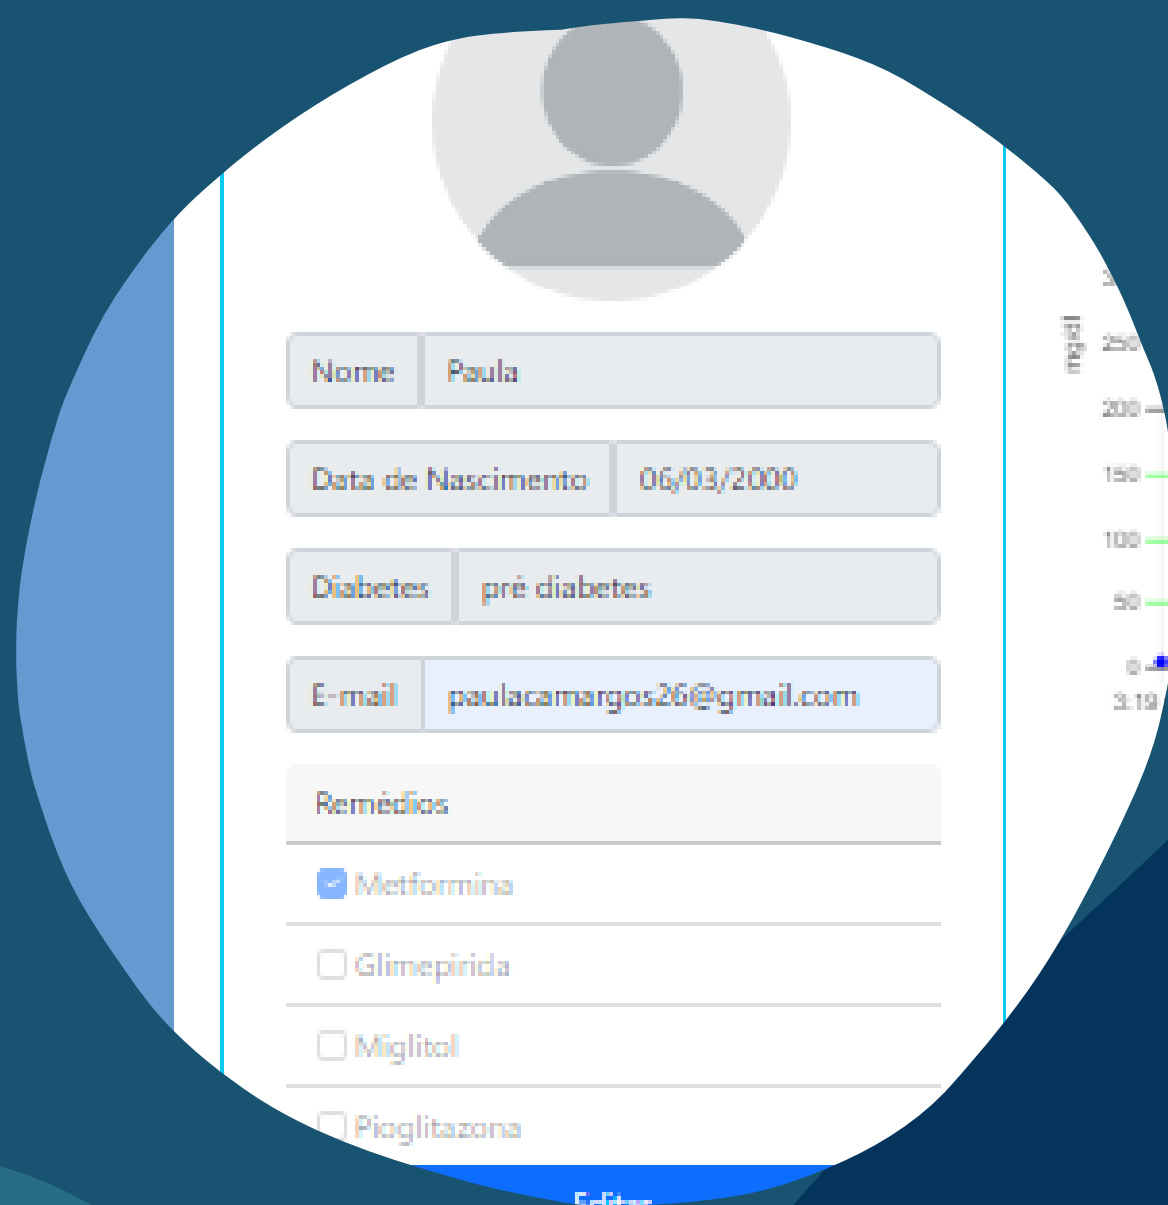 Nome Paula
Data de Nascimento 06/03/2000
Diabetes pré diabetes
E-mail paulacamargos26@gmail.com
Remédios
Metformina
Glimepirida
Miglitol
Pioglitazona
Editar
mg/dl
250
200
150
100
50
0
3:19